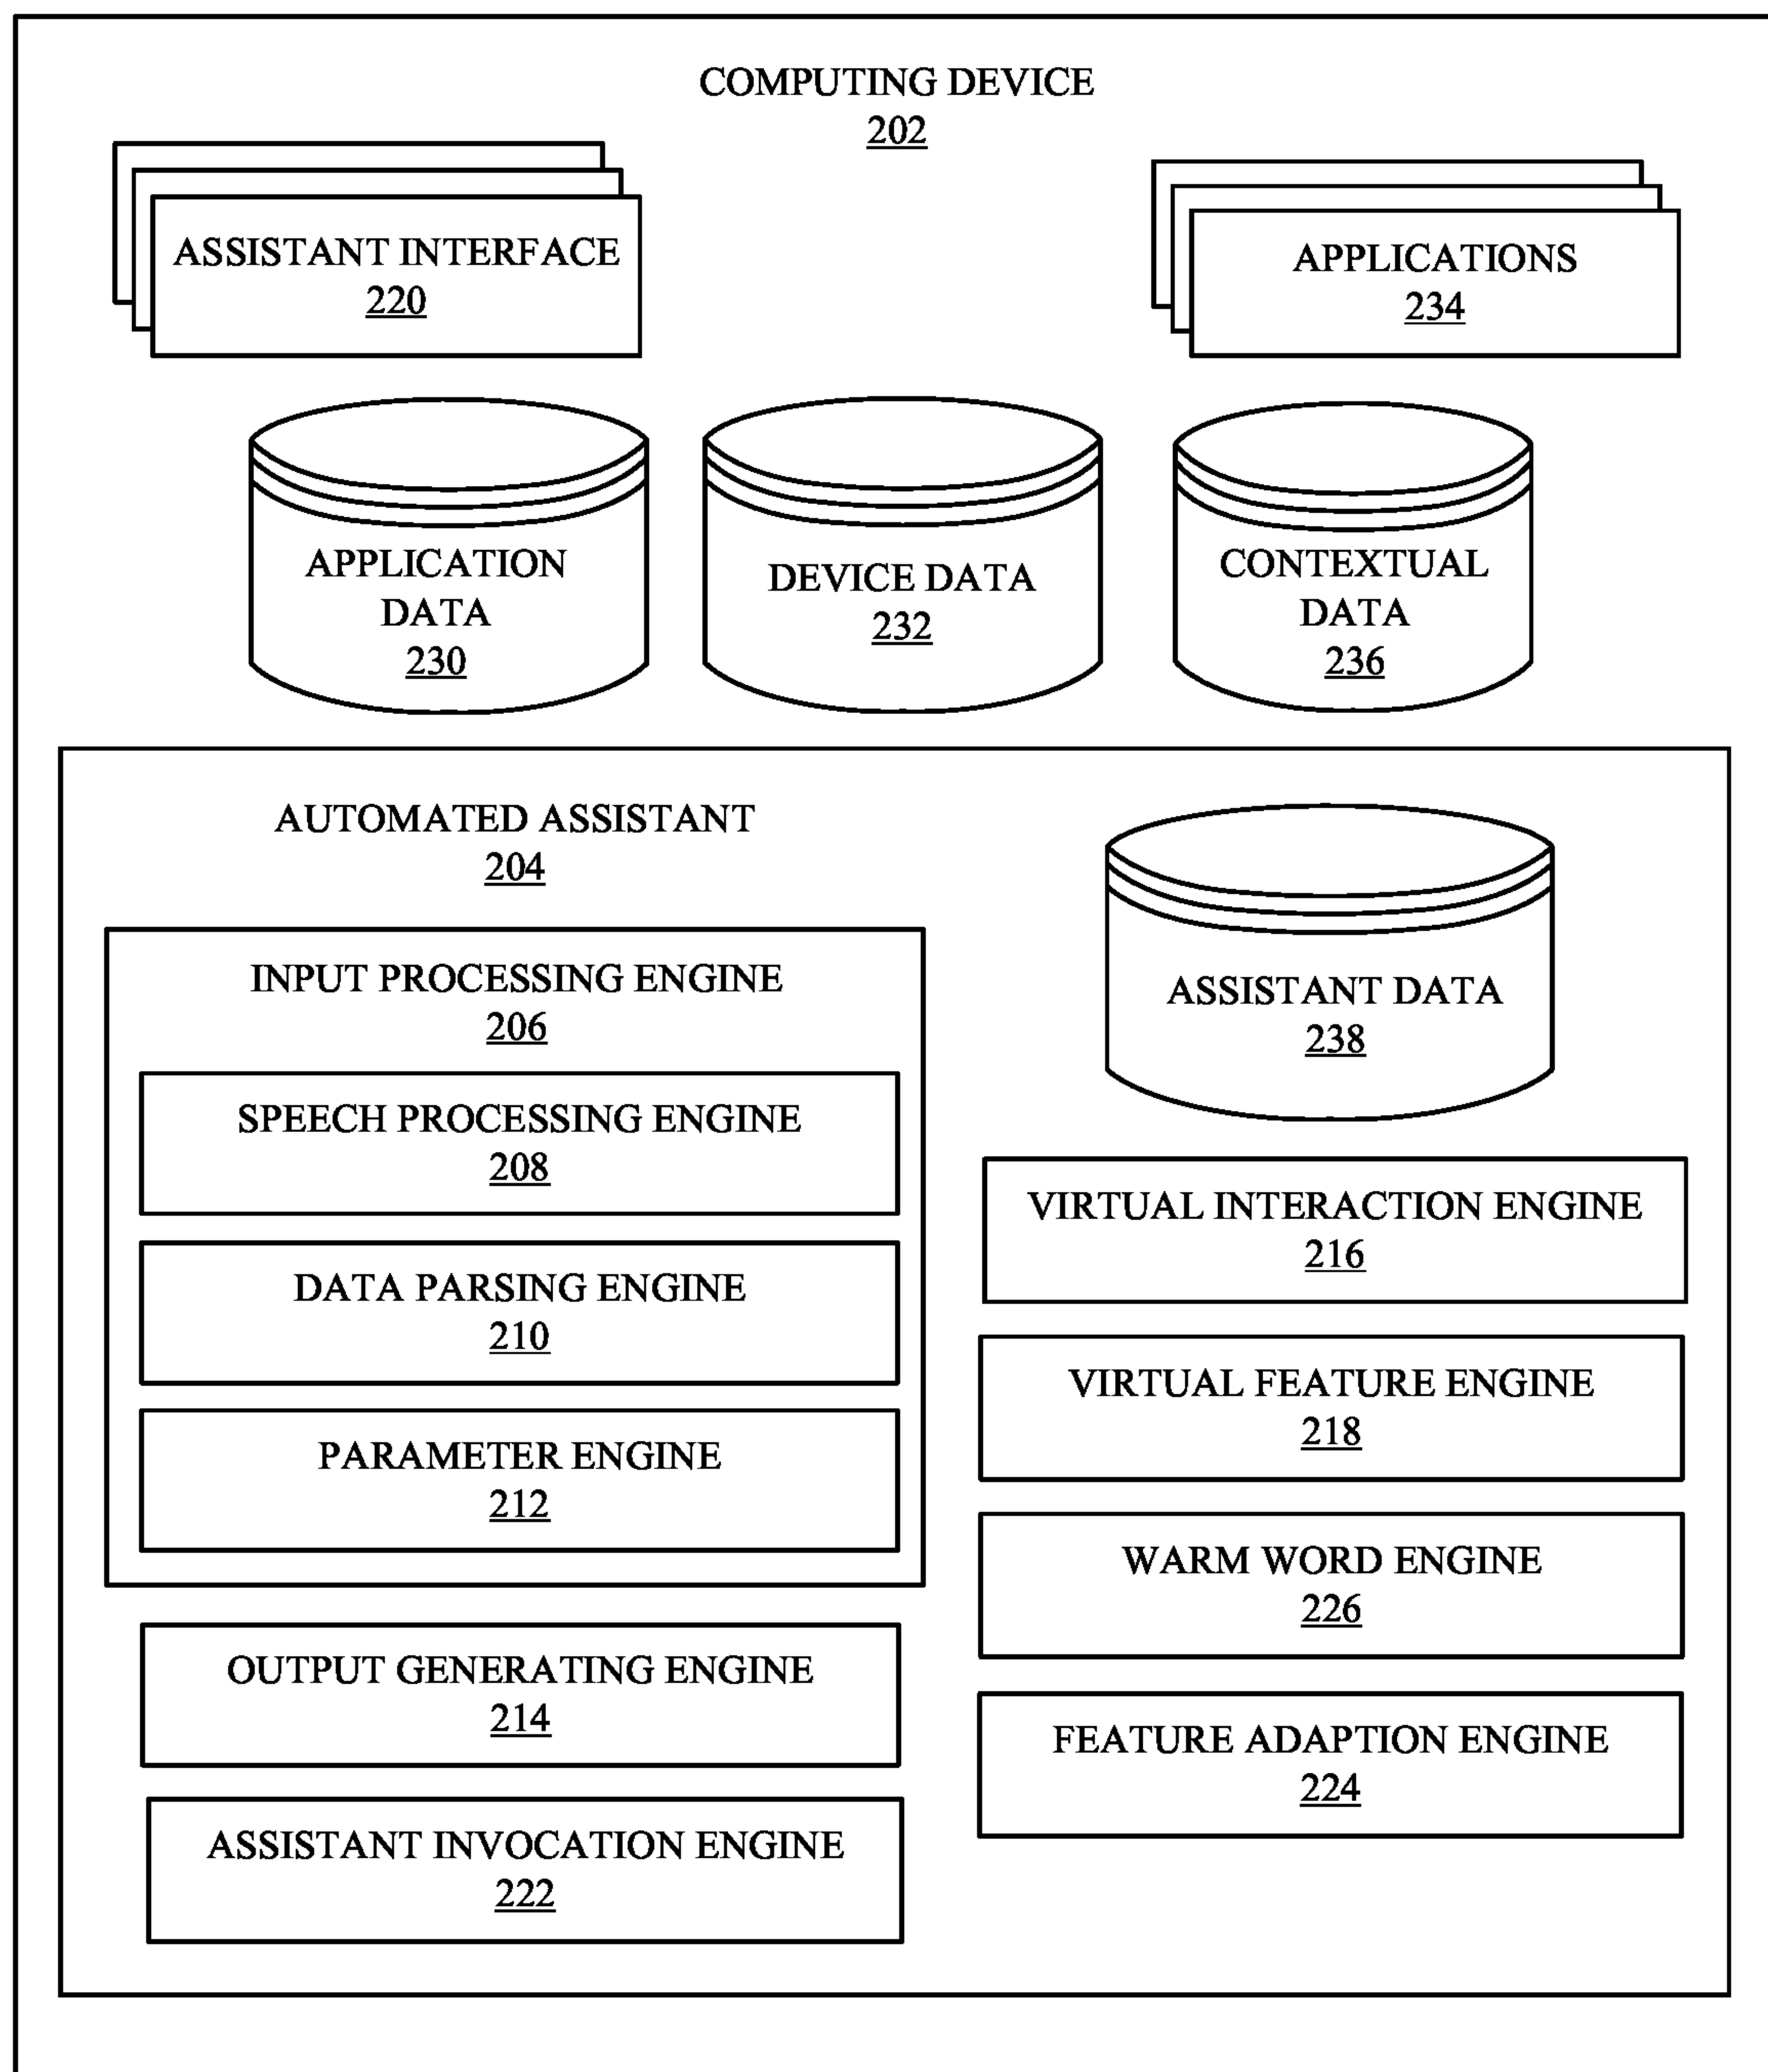 COMPUTING DEVICE
202
ASSISTANT INTERFACE
220
APPLICATIONS
234
APPLICATION
DATA
230
DEVICE DATA
232
CONTEXTUAL
DATA
236
AUTOMATED ASSISTANT
204
INPUT PROCESSING ENGINE
206
SPEECH PROCESSING ENGINE
208
DATA PARSING ENGINE
210
PARAMETER ENGINE
212
OUTPUT GENERATING ENGINE
214
ASSISTANT INVOCATION ENGINE
222
ASSISTANT DATA
238
VIRTUAL INTERACTION ENGINE
216
VIRTUAL FEATURE ENGINE
218
WARM WORD ENGINE
226
FEATURE ADAPTION ENGINE
224